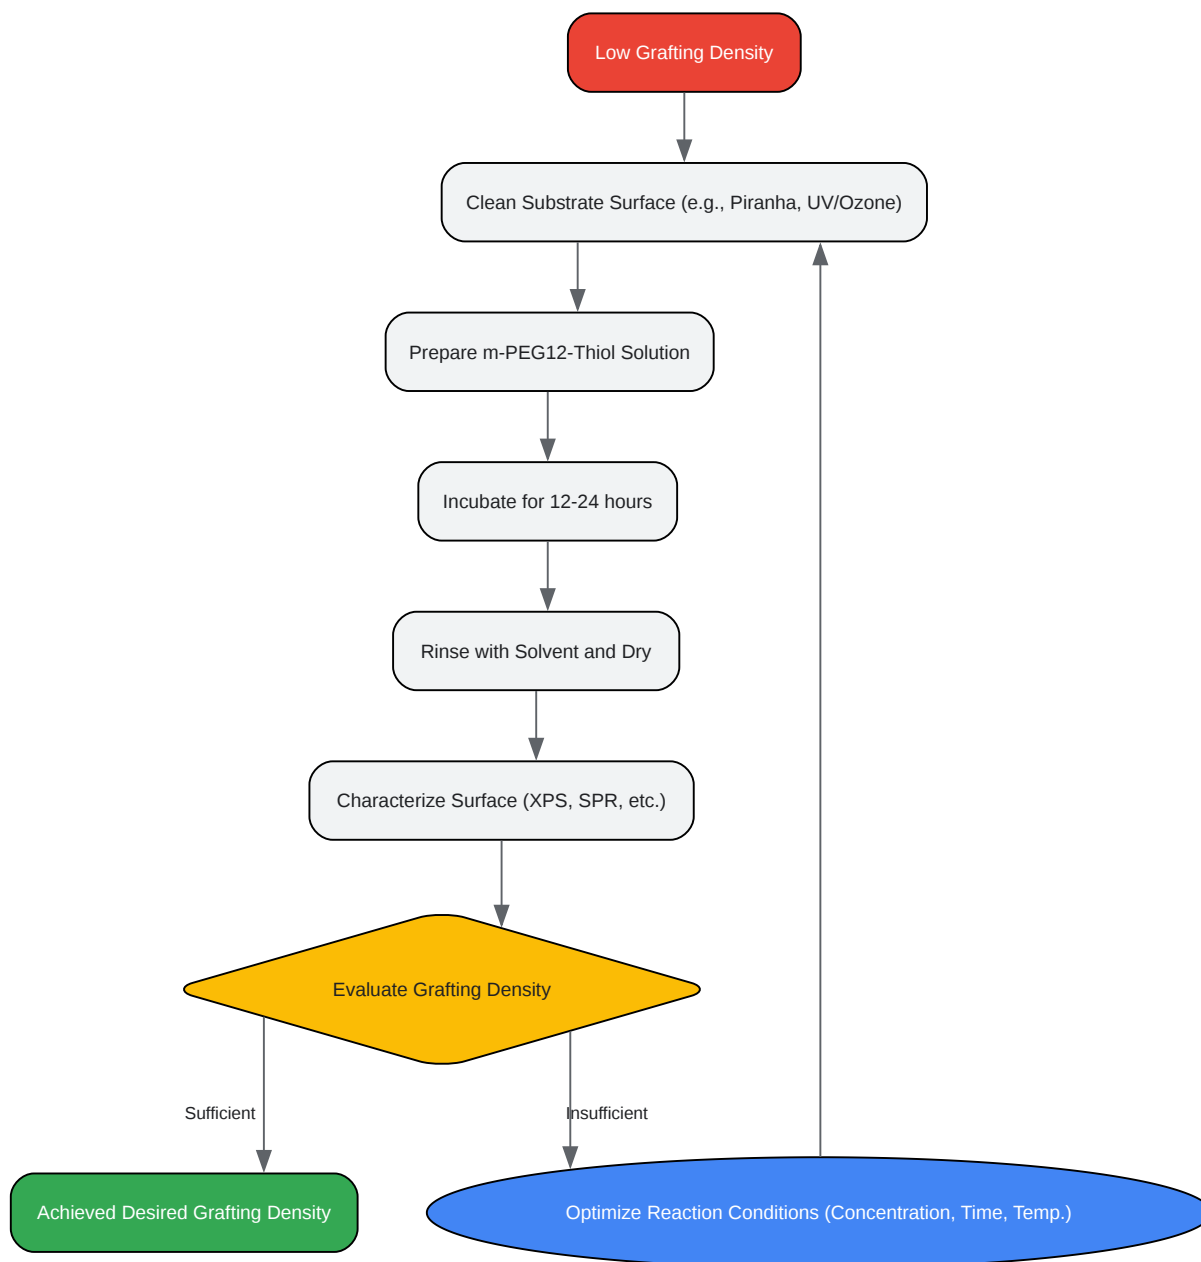 Low Grafting Density
Clean Substrate Surface (e.g., Piranha, UV/Ozone)
Prepare m-PEG12-Thiol Solution
Incubate for 12-24 hours
Rinse with Solvent and Dry
Characterize Surface (XPS, SPR, etc.)
Evaluate Grafting Density
Sufficient
Insufficient
Achieved Desired Grafting Density
Optimize Reaction Conditions (Concentration, Time, Temp.)